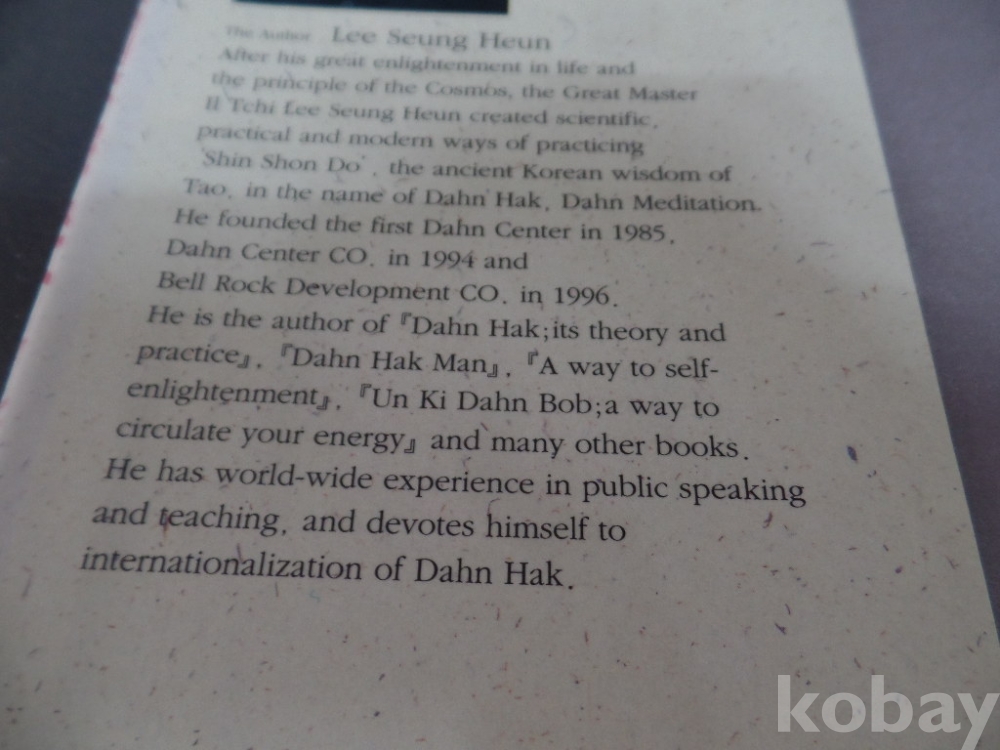 The Author Lee Seung Heun
After his great enlightenment in life and
the principle of the Cosmos, the Great Master
Il Tchi Lee Seung Heun created scientific,
practical and modern ways of practicing
'Shin Shon Do', the ancient Korean wisdom of
Tao, in the name of Dahn Hak, Dahn Meditation.
He founded the first Dahn Center in 1985,
Dahn Center CO. in 1994 and
Bell Rock Development CO. in 1996.
He is the author of 『Dahn Hak;its theory and
practice』, 『Dahn Hak Man』, 『A way to self-
enlightenment』, 『Un Ki Dahn Bob;a way to
circulate your energy』 and many other books.
He has world-wide experience in public speaking
and teaching, and devotes himself to
internationalization of Dahn Hak.
kobay